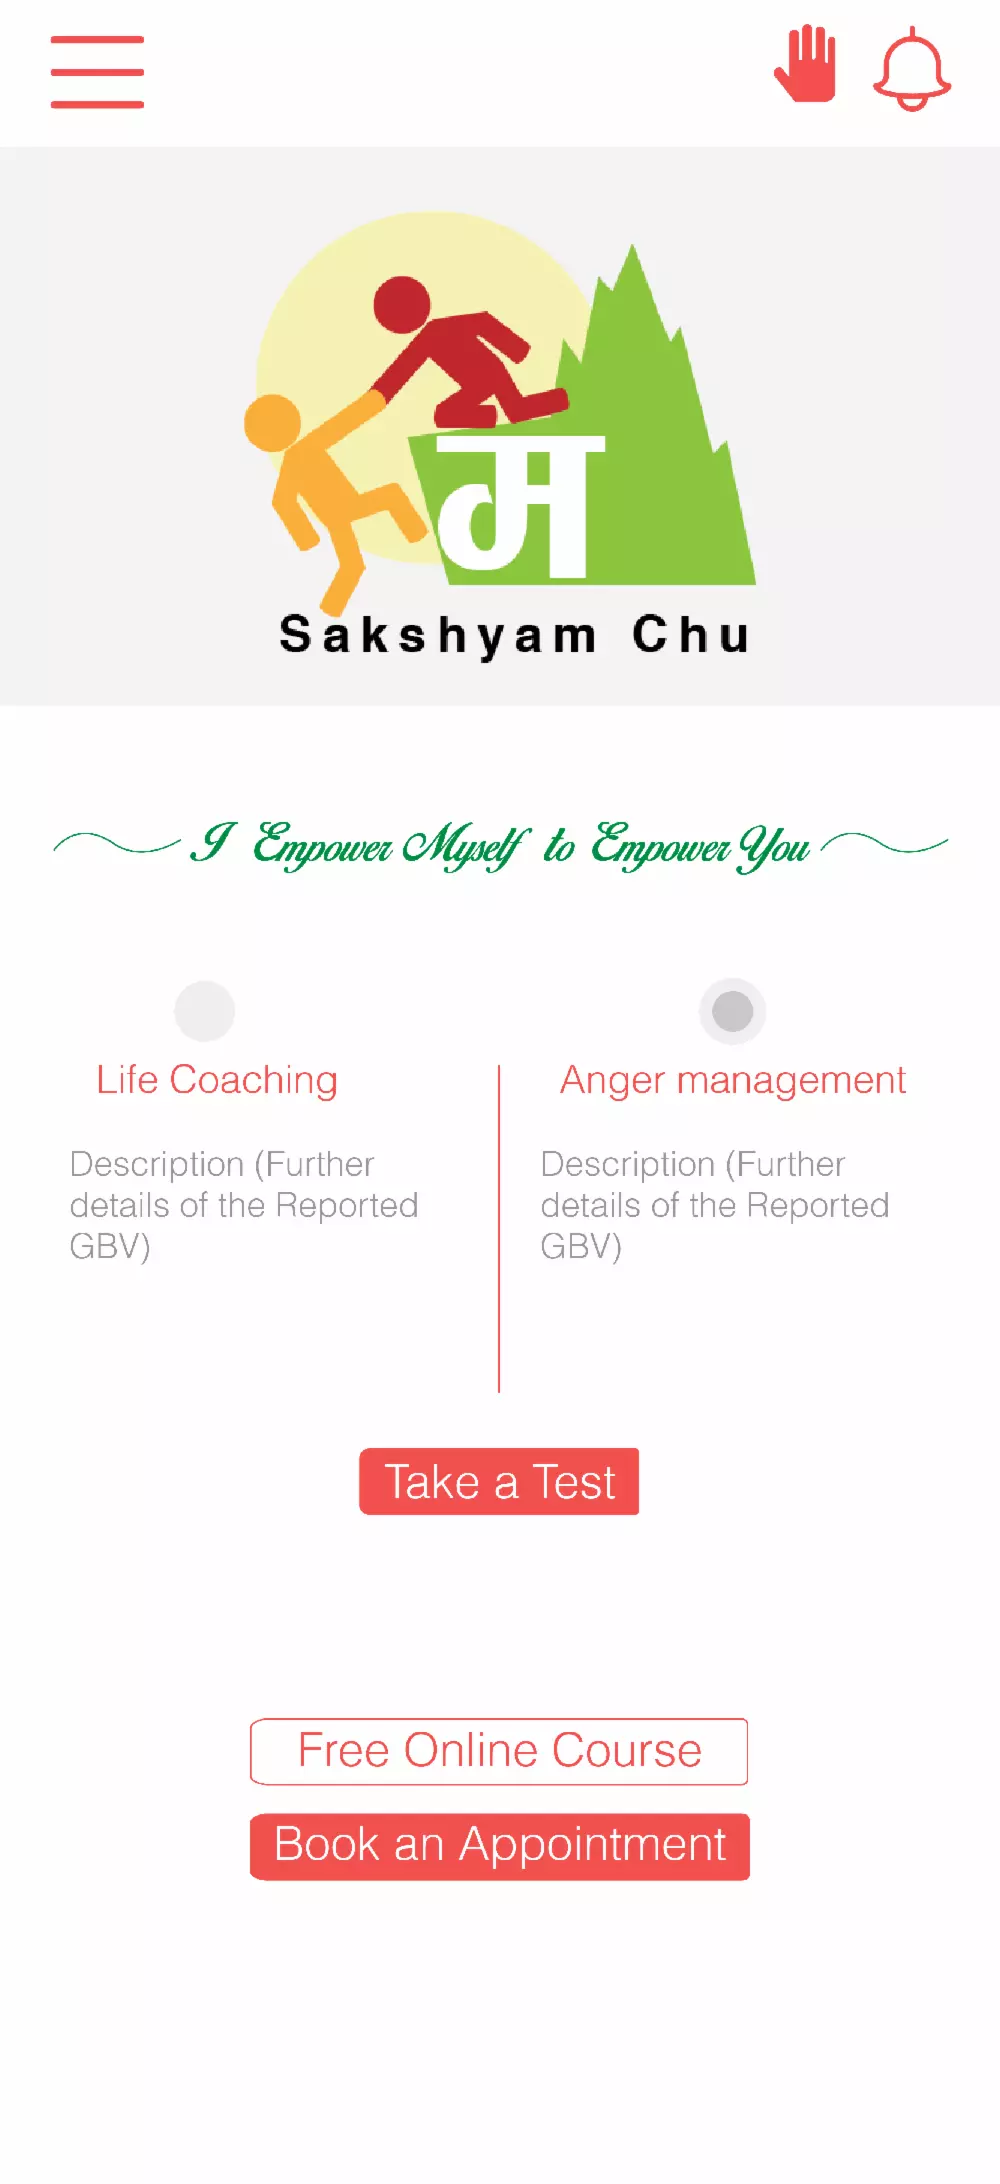 म
Sakshyam Chu
I Empower Myself to Empower You
Life Coaching
Description (Further
details of the Reported
GBV)
Anger management
Description (Further
details of the Reported
GBV)
Take a Test
Free Online Course
Book an Appointment